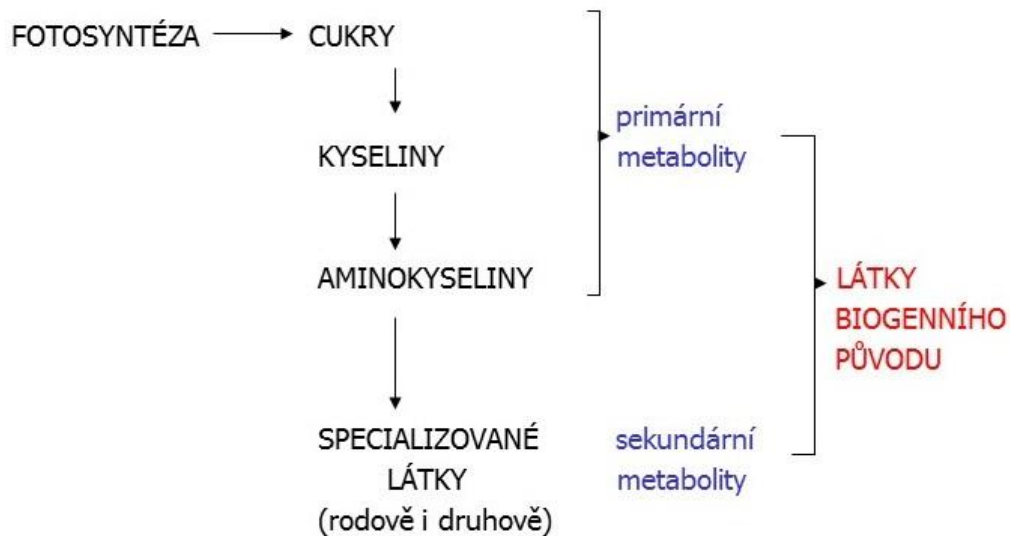 FOTOSYNTÉZA
CUKRY
KYSELINY
AMINOKYSELINY
primární
metabolity
LÁTKY
BIOGENNÍHO
PŮVODU
SPECIALIZOVANÉ
LÁTKY
(rodově i druhově)
sekundární
metabolity